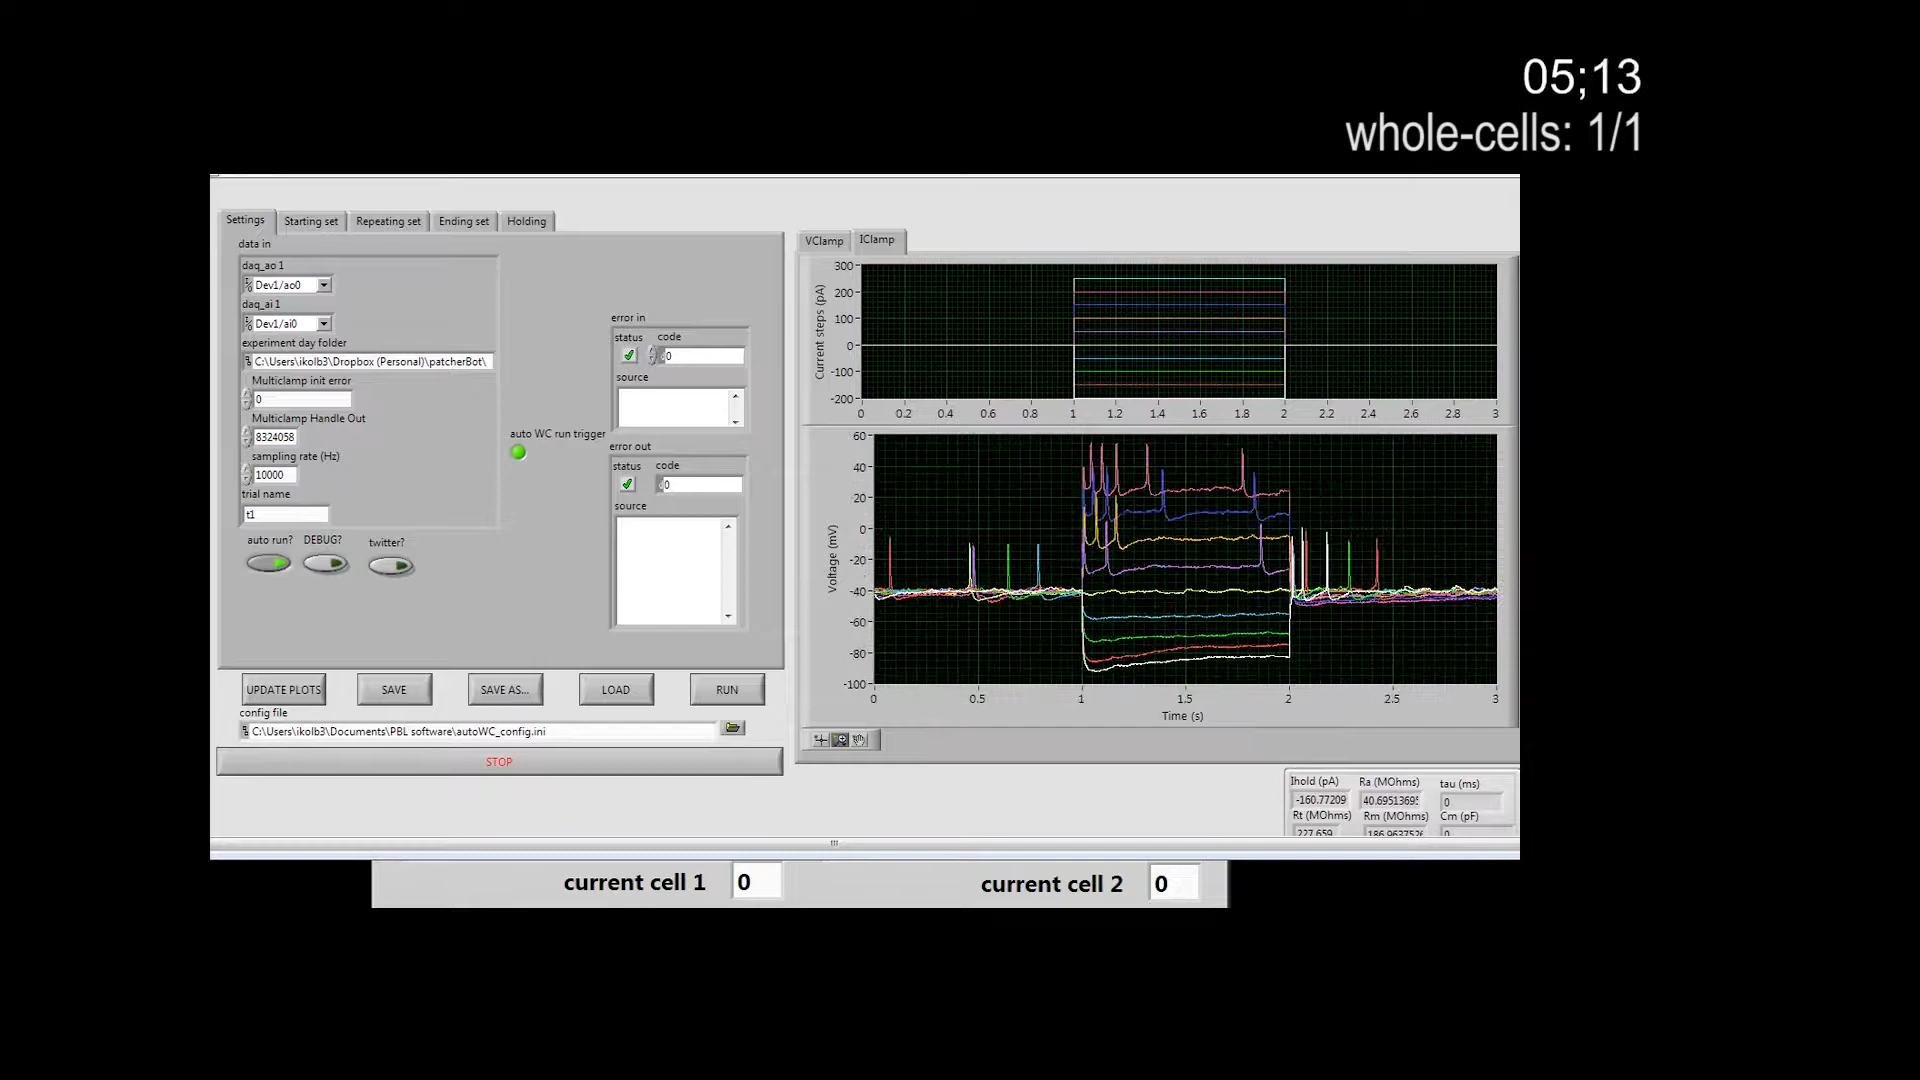 05;13
whole-cells: 1/1
Settings Starting set Repeating set Ending set Holding
data in
daq_ao 1
Dev1/ao0
daq_ai 1
Dev1/ai0
experiment day folder
C:\Users\ikolb3\Dropbox (Personal)\patcherBot\
Multiclamp init error
0
Multiclamp Handle Out
8324058
sampling rate (Hz)
10000
trial name
t1
auto run? DEBUG? twitter?
auto WC run trigger
error in
status code
0
source
error out
status code
0
source
UPDATE PLOTS SAVE SAVE AS... LOAD RUN
config file
C:\Users\ikolb3\Documents\PBL software\autoWC_config.ini
STOP
VClamp IClamp
Current steps (pA)
300
200
100
0
-100
-200
0 0.2 0.4 0.6 0.8 1 1.2 1.4 1.6 1.8 2 2.2 2.4 2.6 2.8 3
Voltage (mV)
60
40
20
0
-20
-40
-60
-80
-100
0 0.5 1 1.5 2 2.5 3
Time (s)
Ihold (pA) Ra (MOhms) tau (ms)
-160.77209 0
Rt (MOhms) Rm (MOhms) Cm (pF)
227.659 0
current cell 1 0 current cell 2 0